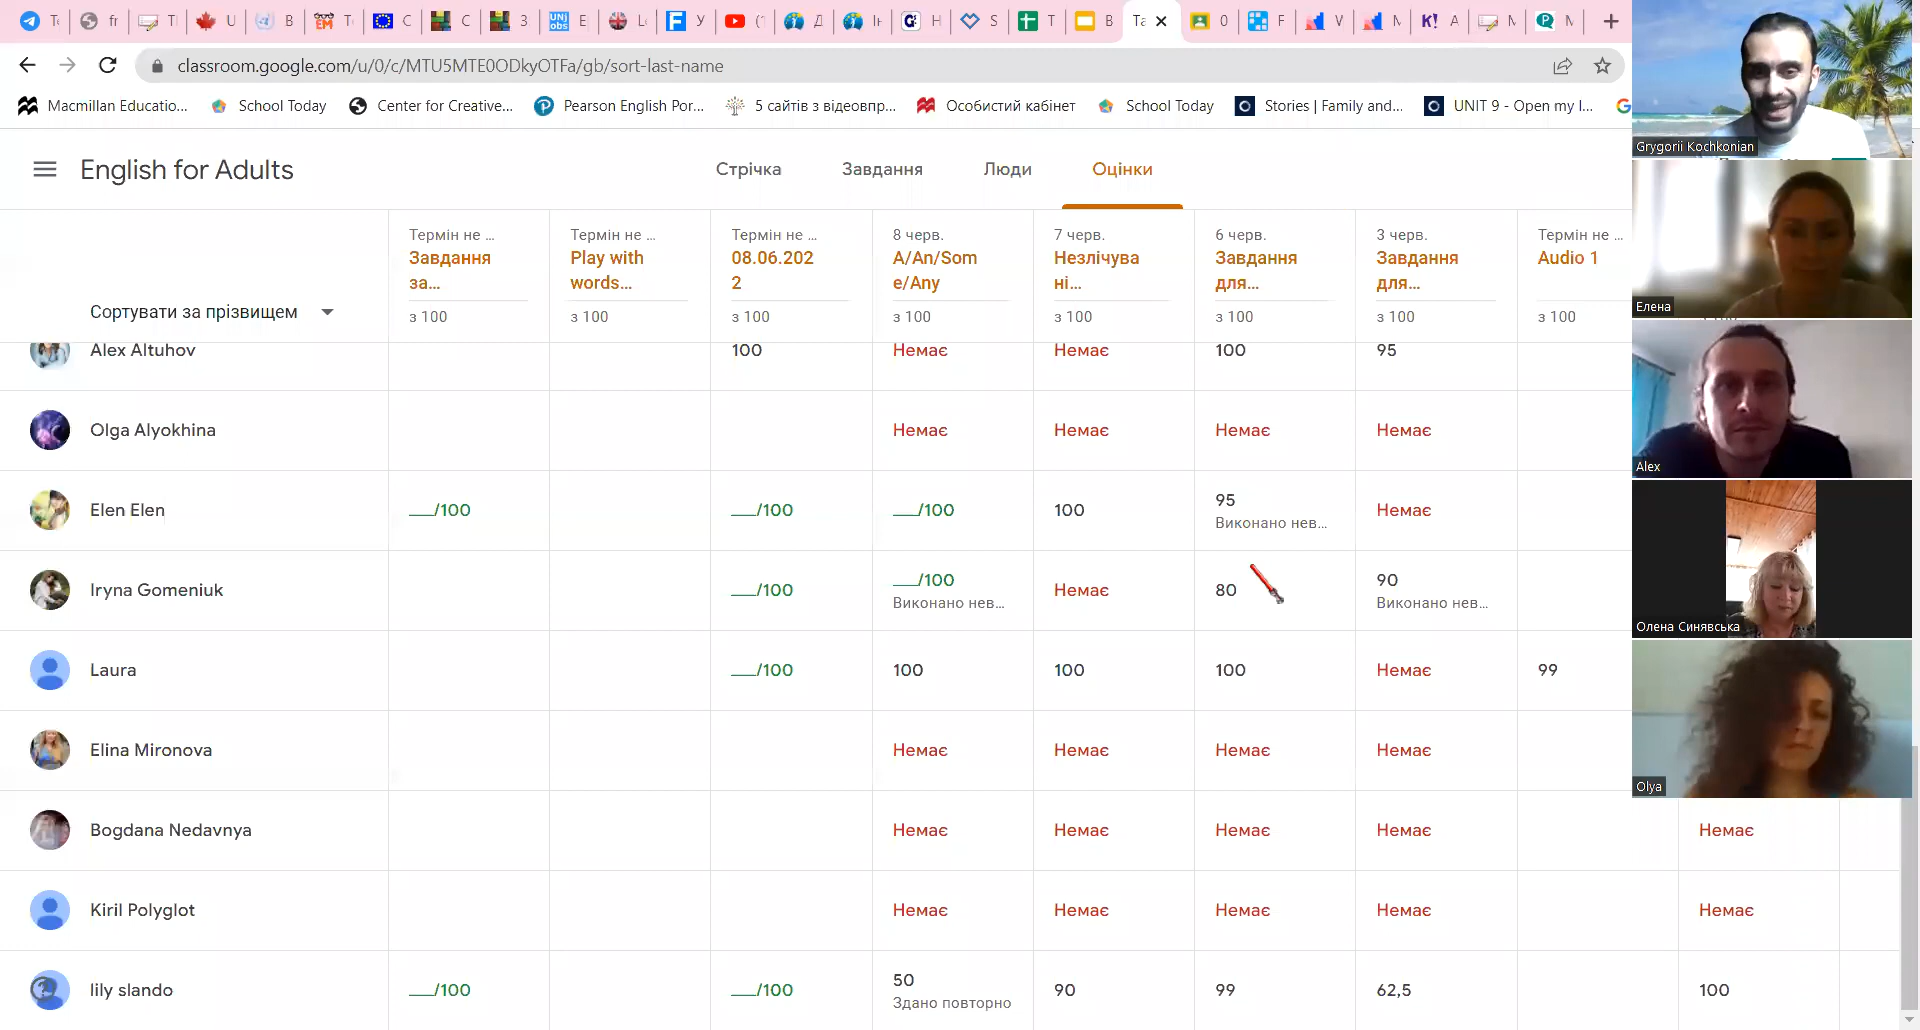 Macmillan Educatio...
School Today
Center for Creative...
Pearson English Por...
5 сайтів з відеовпр...
Особистий кабінет
School Today
Stories | Family and...
UNIT 9 - Open my l...
classroom.google.com/u/0/c/MTU5MTE0ODkyOTFa/gb/sort-last-name
English for Adults
Стрічка
Завдання
Люди
Оцінки
Сортувати за прізвищем
Термін не ...
Завдання
за...
з 100
Термін не ...
Play with
words...
з 100
Термін не ...
08.06.202
2
з 100
8 черв.
A/An/Som
e/Any
з 100
7 черв.
Незлічува
ні...
з 100
6 черв.
Завдання
для...
з 100
3 черв.
Завдання
для...
з 100
Термін не ...
Audio 1
з 100
Alex Altuhov
100
Немає
Немає
100
95
Olga Alyokhina
Немає
Немає
Немає
Немає
Elen Elen
__/100
__/100
__/100
100
95
Виконано нев...
Немає
Iryna Gomeniuk
__/100
__/100
Виконано нев...
Немає
80
90
Виконано нев...
Laura
__/100
100
100
100
Немає
99
Elina Mironova
Немає
Немає
Немає
Немає
Bogdana Nedavnya
Немає
Немає
Немає
Немає
Немає
Kiril Polyglot
Немає
Немає
Немає
Немає
Немає
lily slando
__/100
__/100
50
Здано повторно
90
99
62,5
100
Grygorii Kochkonian
Елена
Alex
Олена Синявська
Olya